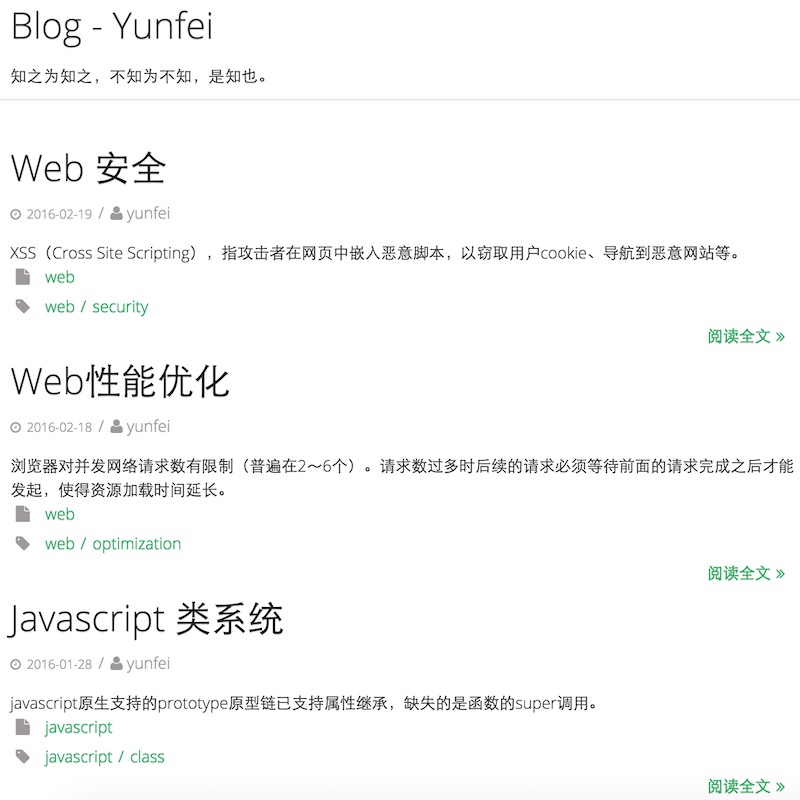 Blog - Yunfei
知之为知之，不知为不知，是知也。
Web 安全
2016-02-19 / yunfei
XSS（Cross Site Scripting），指攻击者在网页中嵌入恶意脚本，以窃取用户cookie、导航到恶意网站等。
web
web / security
阅读全文 »
Web性能优化
2016-02-18 / yunfei
浏览器对并发网络请求数有限制（普遍在2～6个）。请求数过多时后续的请求必须等待前面的请求完成之后才能
发起，使得资源加载时间延长。
web
web / optimization
阅读全文 »
Javascript 类系统
2016-01-28 / yunfei
javascript原生支持的prototype原型链已支持属性继承，缺失的是函数的super调用。
javascript
javascript / class
阅读全文 »